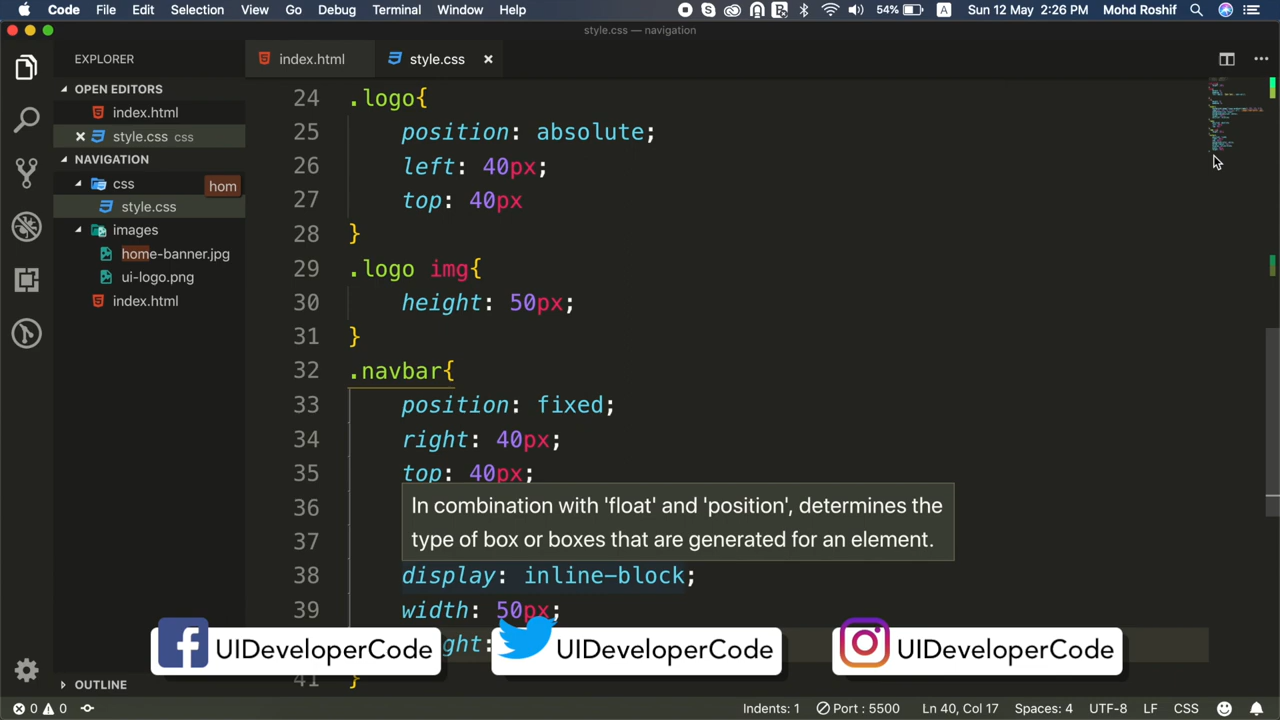 Code File Edit Selection View Go Debug Terminal Window Help 54% A Sun 12 May 2:26 PM Mohd Roshif
style.css — navigation
EXPLORER
OPEN EDITORS
index.html
style.css css
NAVIGATION
css
hom
style.css
images
home-banner.jpg
ui-logo.png
index.html
OUTLINE
index.html style.css
24 .logo{
25 position: absolute;
26 left: 40px;
27 top: 40px
28 }
29 .logo img{
30 height: 50px;
31 }
32 .navbar{
33 position: fixed;
34 right: 40px;
35 top: 40px;
36
37
In combination with 'float' and 'position', determines the
type of box or boxes that are generated for an element.
38 display: inline-block;
39 width: 50px;
ght:
41 }
UIDeveloperCode UIDeveloperCode UIDeveloperCode
0 0 Indents: 1 Port : 5500 Ln 40, Col 17 Spaces: 4 UTF-8 LF CSS